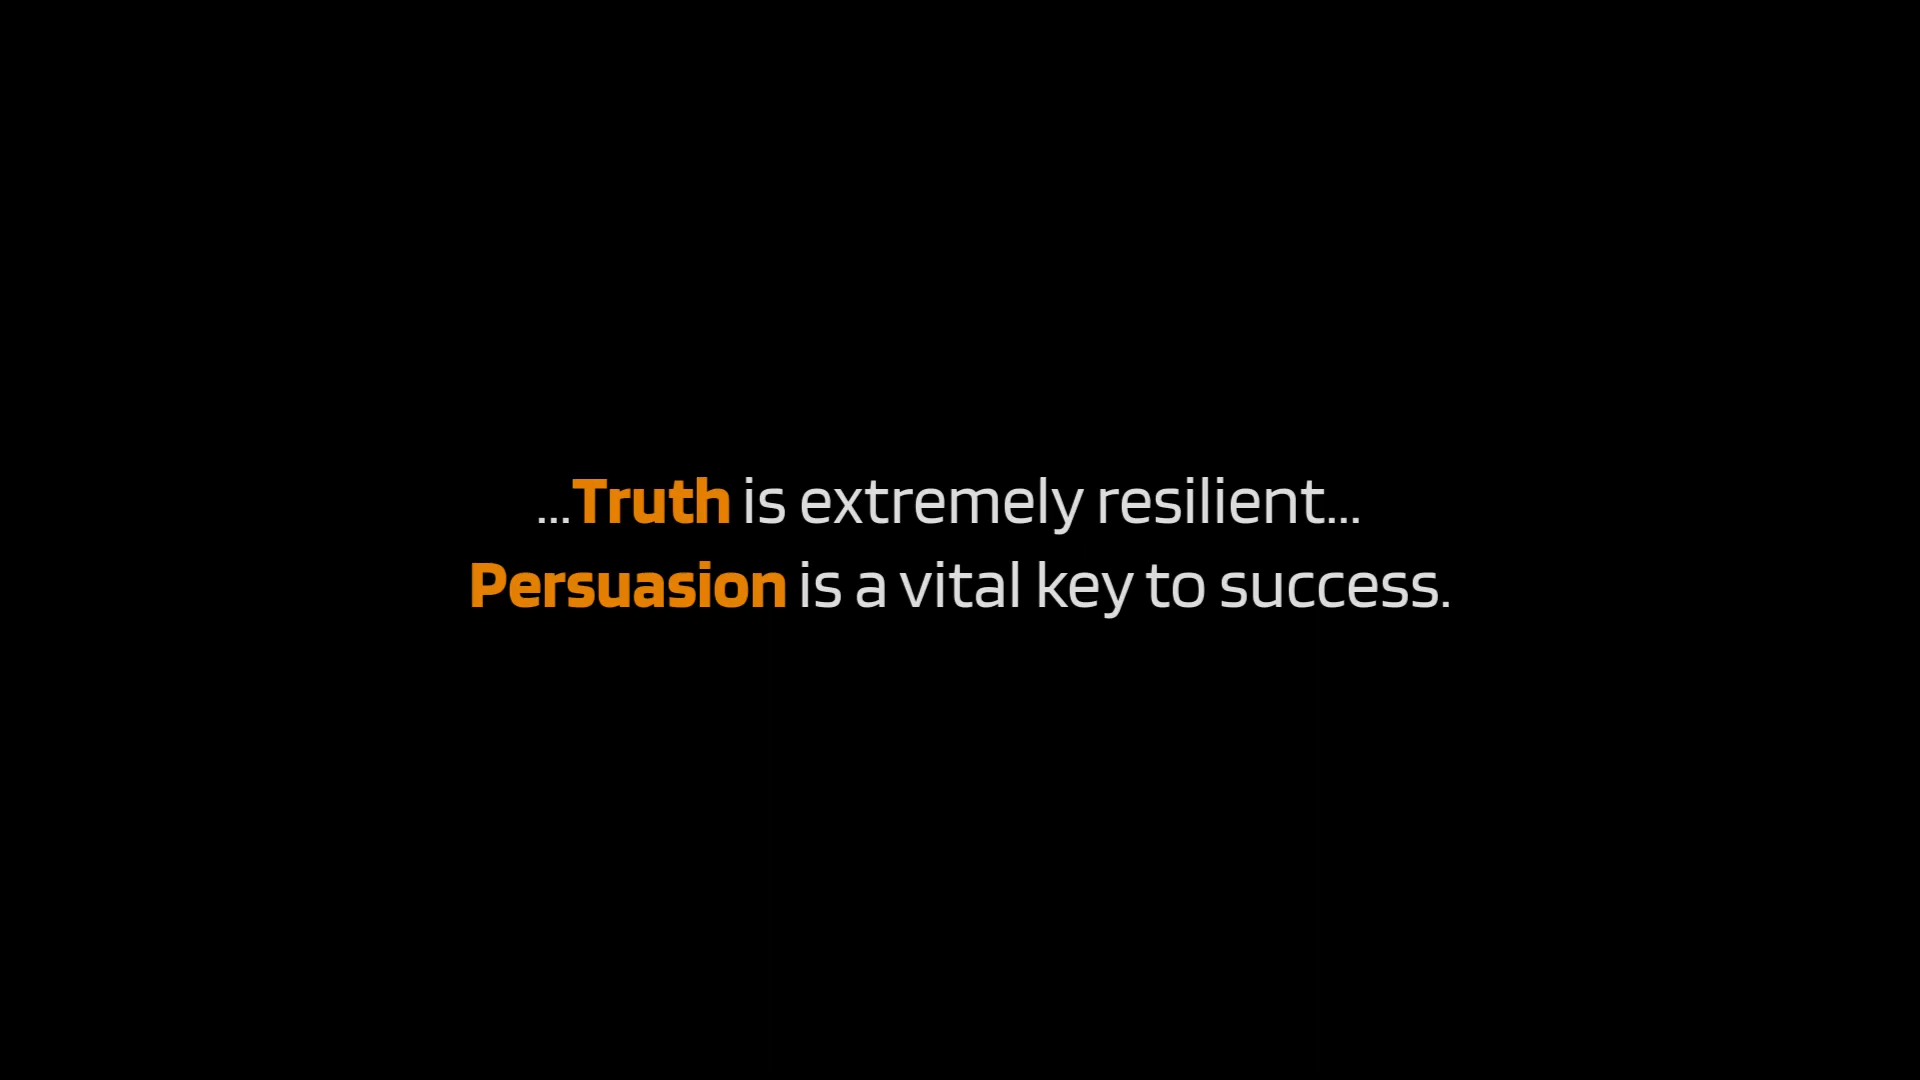 ...Truth is extremely resilient...
Persuasion is a vital key to success.